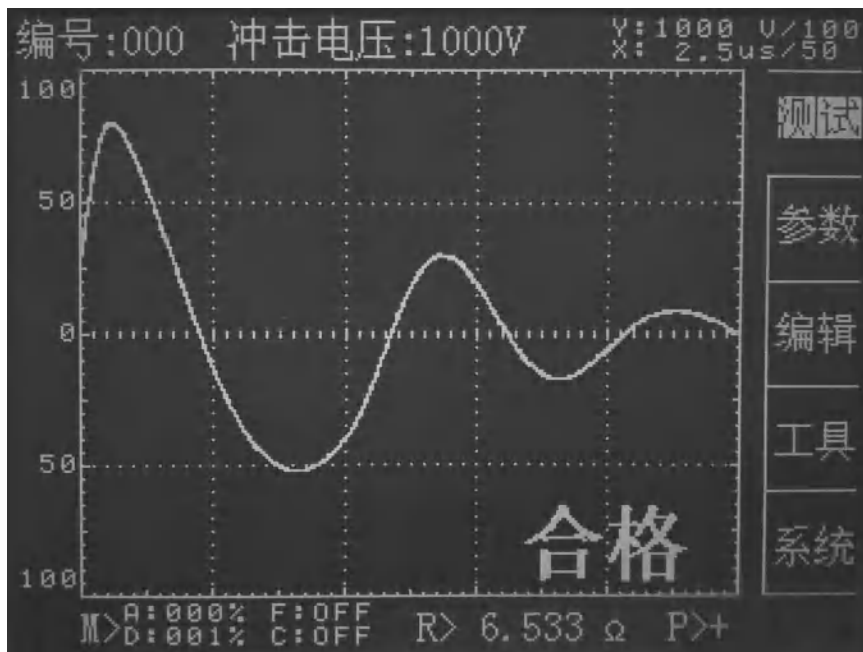 编号:000 冲击电压:1000V Y:1000 V/100
X: 2.5us/50
测试
参数
编辑
工具
系统
100
50
0
50
100
合格
M>A:000% F:OFF R> 6.533 Ω P>+
D:001% C:OFF